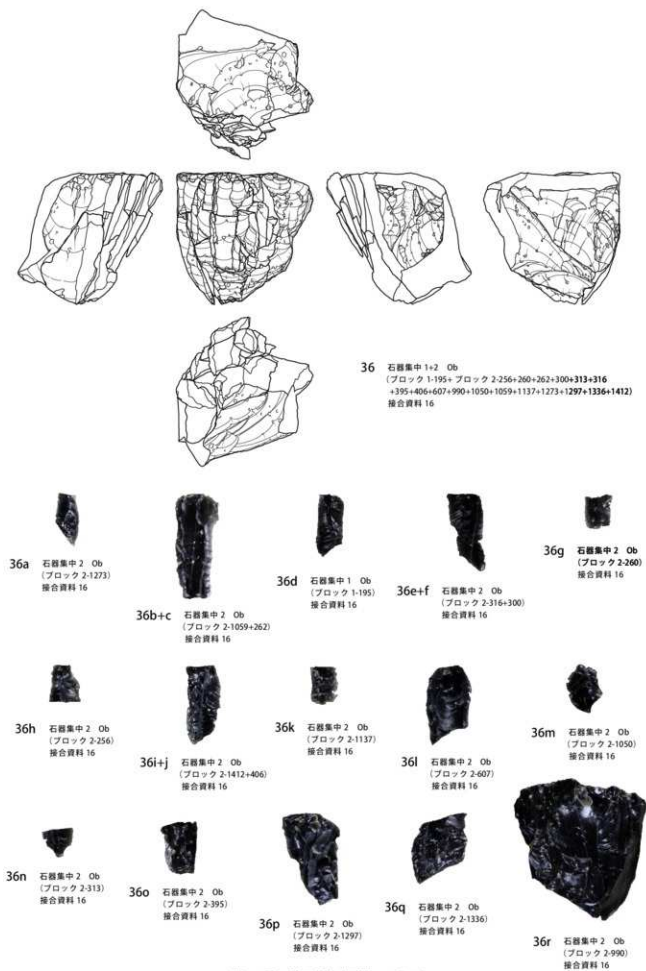 36 石器集中 1+2 Ob
(ブロック 1-195+ ブロック 2-256+260+262+300+313+316
+395+406+607+990+1050+1059+1137+1273+1297+1336+1412)
接合資料 16
36a 石器集中 2 Ob
(ブロック 2-1273)
接合資料 16
36b+c 石器集中 2 Ob
(ブロック 2-1059+262)
接合資料 16
36d 石器集中 1 Ob
(ブロック 1-195)
接合資料 16
36e+f 石器集中 2 Ob
(ブロック 2-316+300)
接合資料 16
36g 石器集中 2 Ob
(ブロック 2-260)
接合資料 16
36h 石器集中 2 Ob
(ブロック 2-256)
接合資料 16
36i+j 石器集中 2 Ob
(ブロック 2-1412+406)
接合資料 16
36k 石器集中 2 Ob
(ブロック 2-1137)
接合資料 16
36l 石器集中 2 Ob
(ブロック 2-607)
接合資料 16
36m 石器集中 2 Ob
(ブロック 2-1050)
接合資料 16
36n 石器集中 2 Ob
(ブロック 2-313)
接合資料 16
36o 石器集中 2 Ob
(ブロック 2-395)
接合資料 16
36p 石器集中 2 Ob
(ブロック 2-1297)
接合資料 16
36q 石器集中 2 Ob
(ブロック 2-1336)
接合資料 16
36r 石器集中 2 Ob
(ブロック 2-990)
接合資料 16